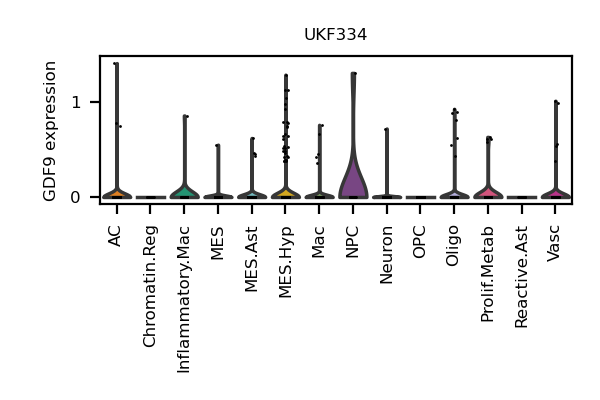 UKF334
GDF9 expression
1
0
AC
Chromatin.Reg
Inflammatory.Mac
MES
MES.Ast
MES.Hyp
Mac
NPC
Neuron
OPC
Oligo
Prolif.Metab
Reactive.Ast
Vasc